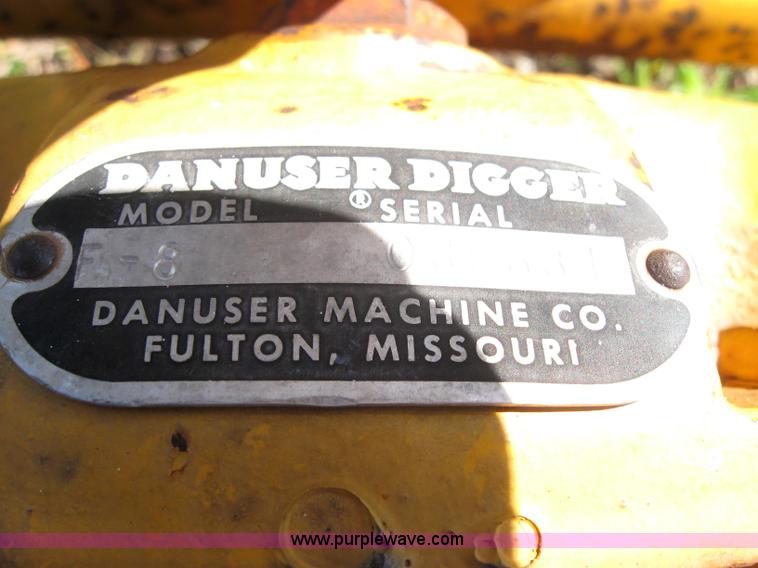 DANUSER DIGGER®
MODEL SERIAL
DANUSER MACHINE CO.
FULTON, MISSOURI
www.purplewave.com